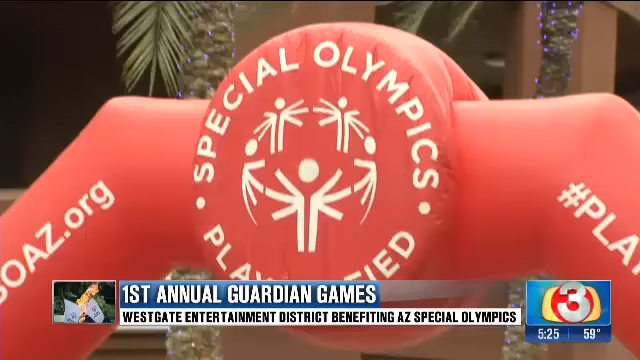 SPECIAL OLYMPICS
PLAY UNIFIED
SOAZ.org
#PLA
1ST ANNUAL GUARDIAN GAMES
WESTGATE ENTERTAINMENT DISTRICT BENEFITING AZ SPECIAL OLYMPICS
3
5:25 59°